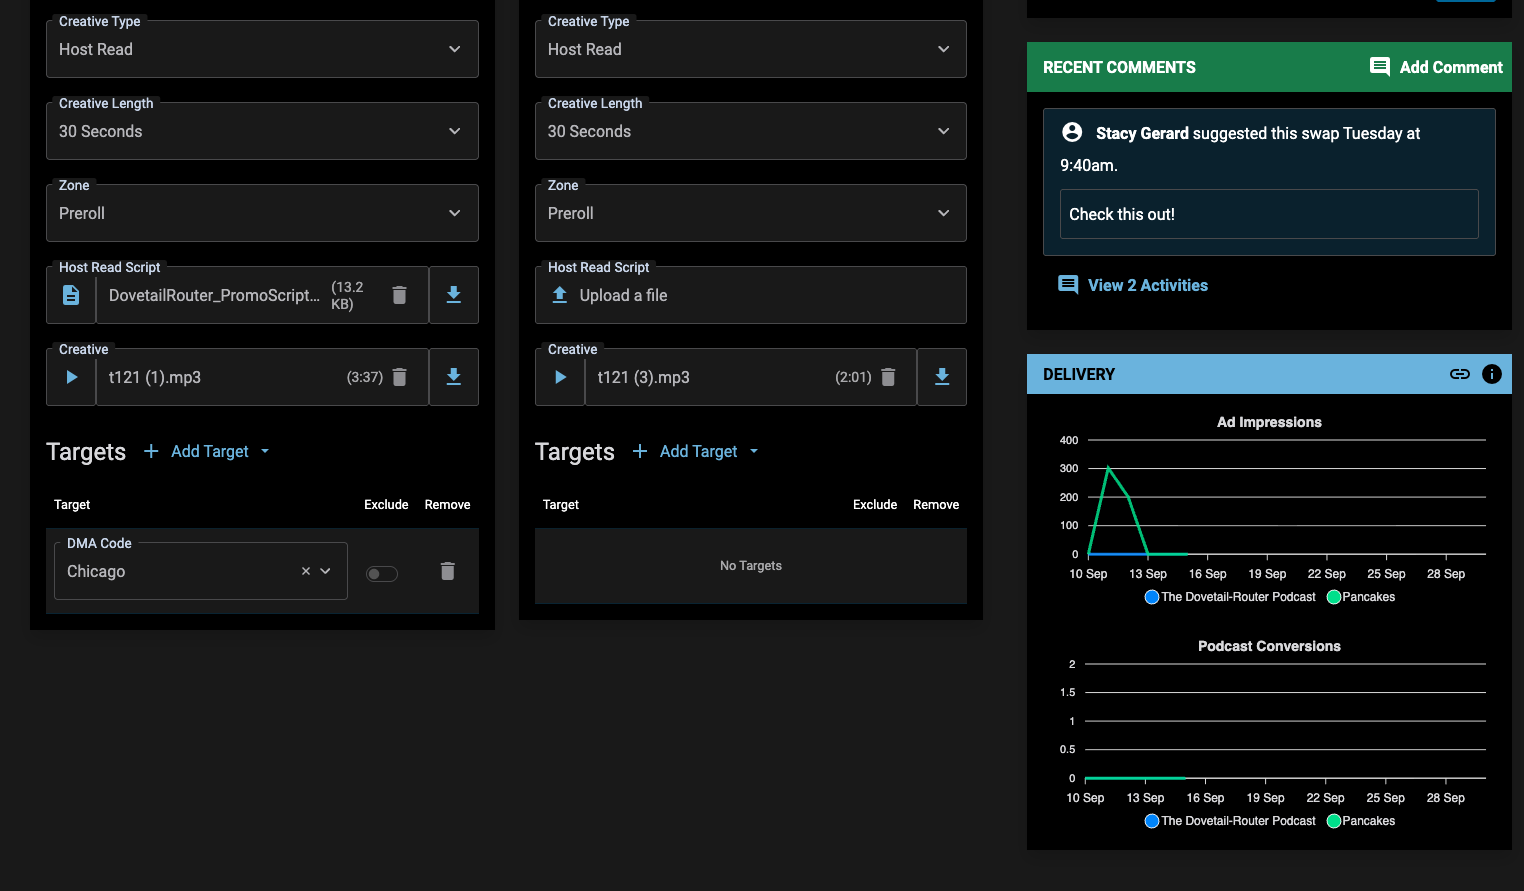 Creative Type
Host Read
Creative Length
30 Seconds
Zone
Preroll
Host Read Script
DovetailRouter_PromoScript...
(13.2
KB)
Creative
t121 (1).mp3
(3:37)
Targets
Add Target
Target
Exclude
Remove
DMA Code
Chicago
Creative Type
Host Read
Creative Length
30 Seconds
Zone
Preroll
Host Read Script
Upload a file
Creative
t121 (3).mp3
(2:01)
Targets
Add Target
Target
Exclude
Remove
No Targets
RECENT COMMENTS
Add Comment
Stacy Gerard suggested this swap Tuesday at
9:40am.
Check this out!
View 2 Activities
DELIVERY
Ad Impressions
400
300
200
100
0
10 Sep 13 Sep 16 Sep 19 Sep 22 Sep 25 Sep 28 Sep
The Dovetail-Router Podcast Pancakes
Podcast Conversions
2
1.5
1
0.5
0
10 Sep 13 Sep 16 Sep 19 Sep 22 Sep 25 Sep 28 Sep
The Dovetail-Router Podcast Pancakes